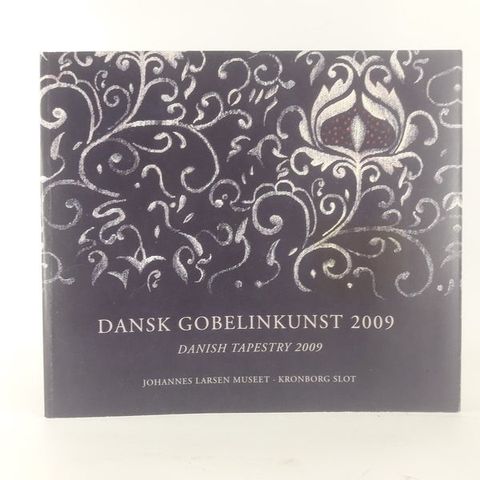 DANSK GOBELINKUNST 2009
DANISH TAPESTRY 2009
JOHANNES LARSEN MUSEET · KRONBORG SLOT